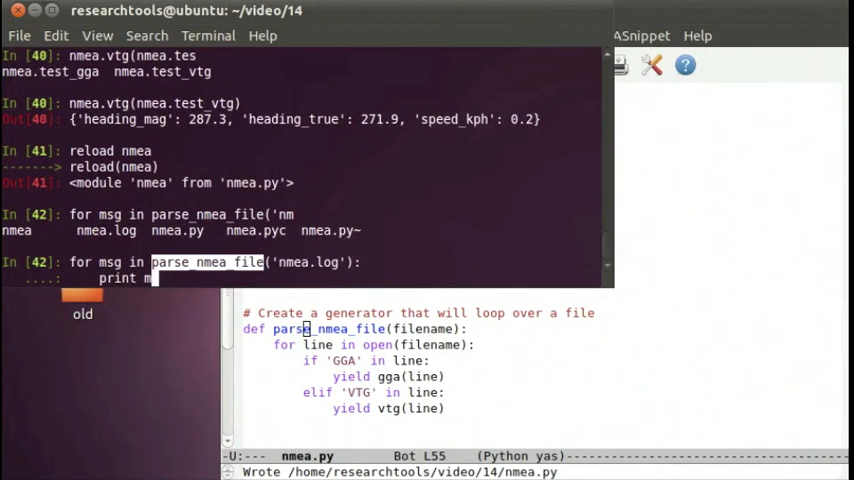 researchtools@ubuntu: ~/video/14
File Edit View Search Terminal Help
ASnippet Help
In [40]: nmea.vtg(nmea.tes
nmea.test_gga nmea.test_vtg
In [40]: nmea.vtg(nmea.test_vtg)
Out[40]: {'heading_mag': 287.3, 'heading_true': 271.9, 'speed_kph': 0.2}
In [41]: reload nmea
-------> reload(nmea)
Out[41]: <module 'nmea' from 'nmea.py'>
In [42]: for msg in parse_nmea_file('nm
nmea nmea.log nmea.py nmea.pyc nmea.py~
In [42]: for msg in parse_nmea_file('nmea.log'):
....: print m
old
# Create a generator that will loop over a file
def parse_nmea_file(filename):
for line in open(filename):
if 'GGA' in line:
yield gga(line)
elif 'VTG' in line:
yield vtg(line)
-U:--- nmea.py Bot L55 (Python yas)--------------------------------
Wrote /home/researchtools/video/14/nmea.py